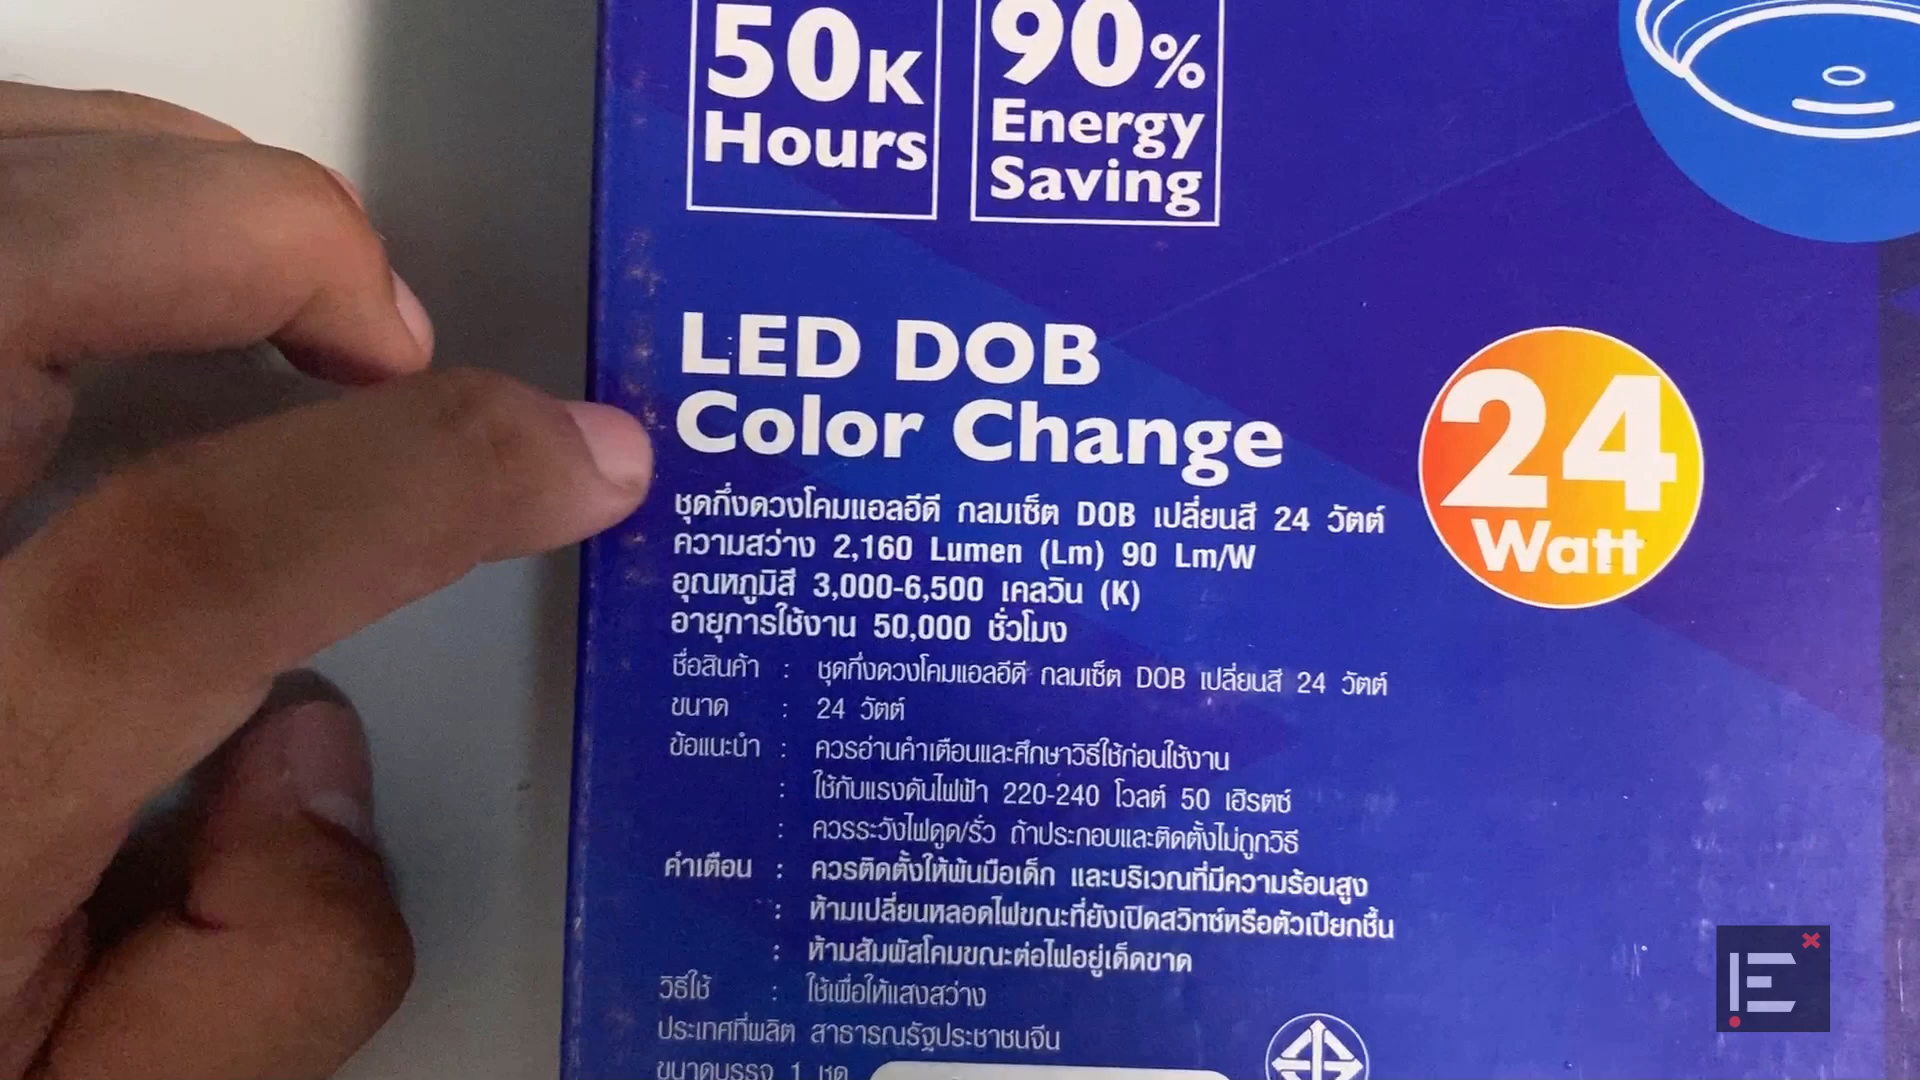 50K
Hours
90%
Energy
Saving
LED DOB
Color Change
24
Watt
ชุดกึ่งดวงโคมแอลอีดี กลมเซ็ต DOB เปลี่ยนสี 24 วัตต์
ความสว่าง 2,160 Lumen (Lm) 90 Lm/W
อุณหภูมิสี 3,000-6,500 เคลวิน (K)
อายุการใช้งาน 50,000 ชั่วโมง
ชื่อสินค้า : ชุดกึ่งดวงโคมแอลอีดี กลมเซ็ต DOB เปลี่ยนสี 24 วัตต์
ขนาด : 24 วัตต์
ข้อแนะนำ : ควรอ่านคำเตือนและศึกษาวิธีใช้ก่อนใช้งาน
: ใช้กับแรงดันไฟฟ้า 220-240 โวลต์ 50 เฮิรตซ์
: ควรระวังไฟดูด/รั่ว ถ้าประกอบและติดตั้งไม่ถูกวิธี
คำเตือน : ควรติดตั้งให้พ้นมือเด็ก และบริเวณที่มีความร้อนสูง
: ห้ามเปลี่ยนหลอดไฟขณะที่ยังเปิดสวิทซ์หรือตัวเปียกชื้น
: ห้ามสัมผัสโคมขณะต่อไฟอยู่เด็ดขาด
วิธีใช้ : ใช้เพื่อให้แสงสว่าง
ประเทศที่ผลิต สาธารณรัฐประชาชนจีน
ขนาดบรรจุ 1 ชุด